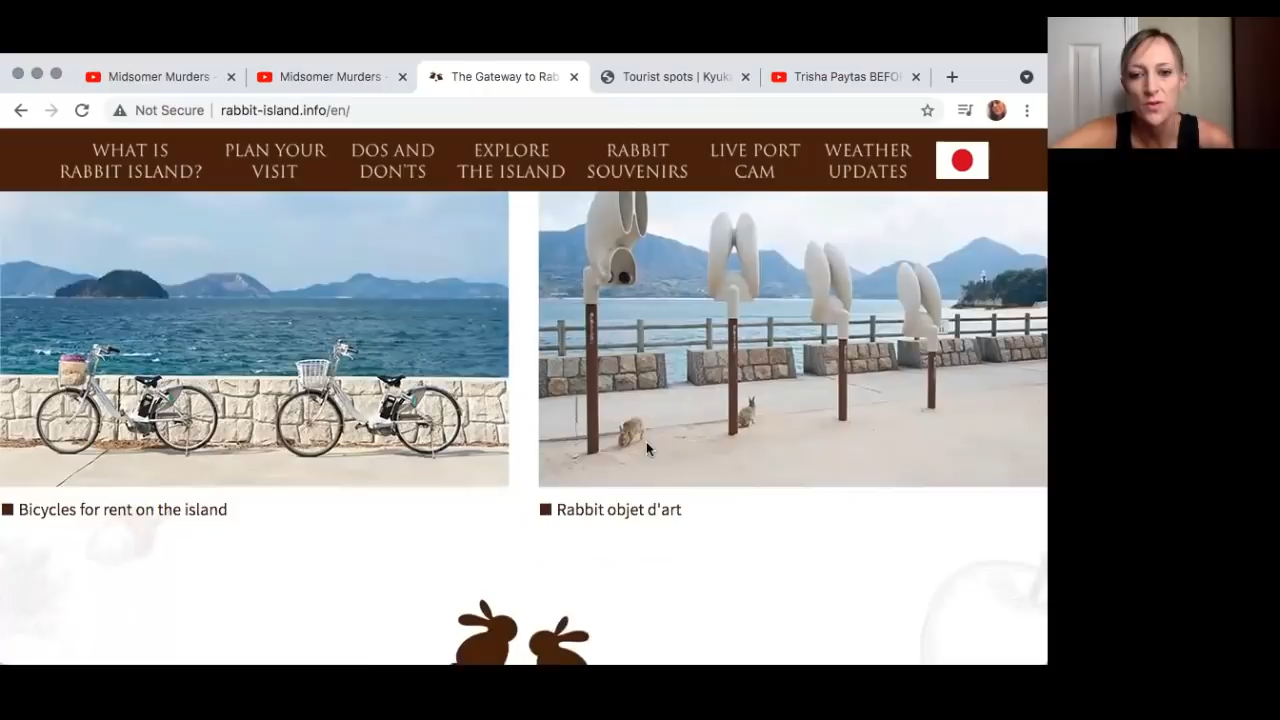 Midsomer Murders -
Midsomer Murders -
The Gateway to Rab
Tourist spots | Kyuk
Trisha Paytas BEFO
Not Secure
rabbit-island.info/en/
WHAT IS
RABBIT ISLAND?
PLAN YOUR
VISIT
DOS AND
DON'TS
EXPLORE
THE ISLAND
RABBIT
SOUVENIRS
LIVE PORT
CAM
WEATHER
UPDATES
Bicycles for rent on the island
Rabbit objet d'art